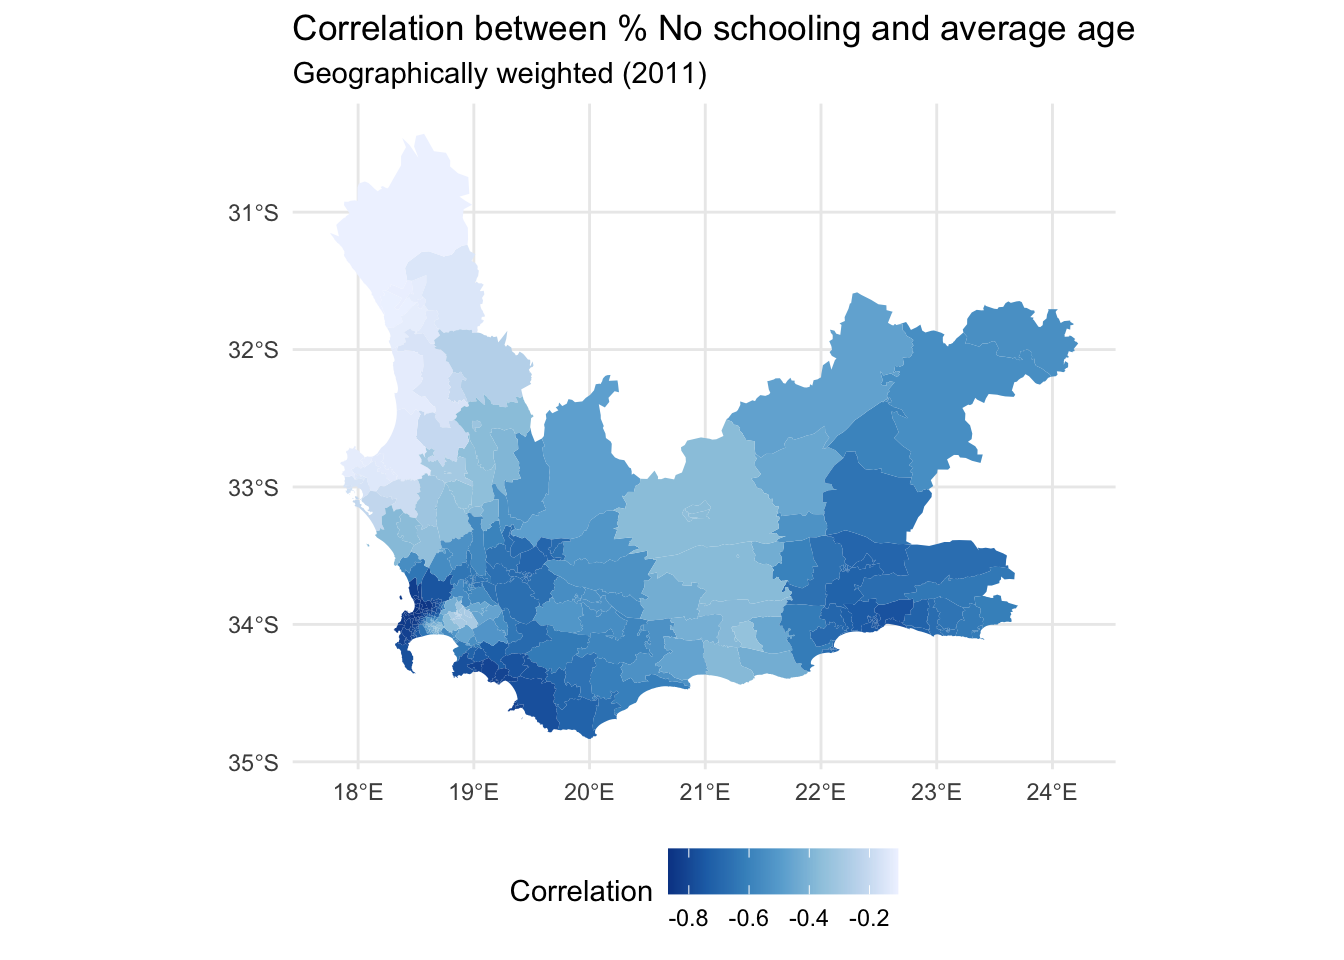 Correlation between % No schooling and average age
Geographically weighted (2011)
31°S
32°S
33°S
34°S
35°S
18°E 19°E 20°E 21°E 22°E 23°E 24°E
Correlation
-0.8 -0.6 -0.4 -0.2